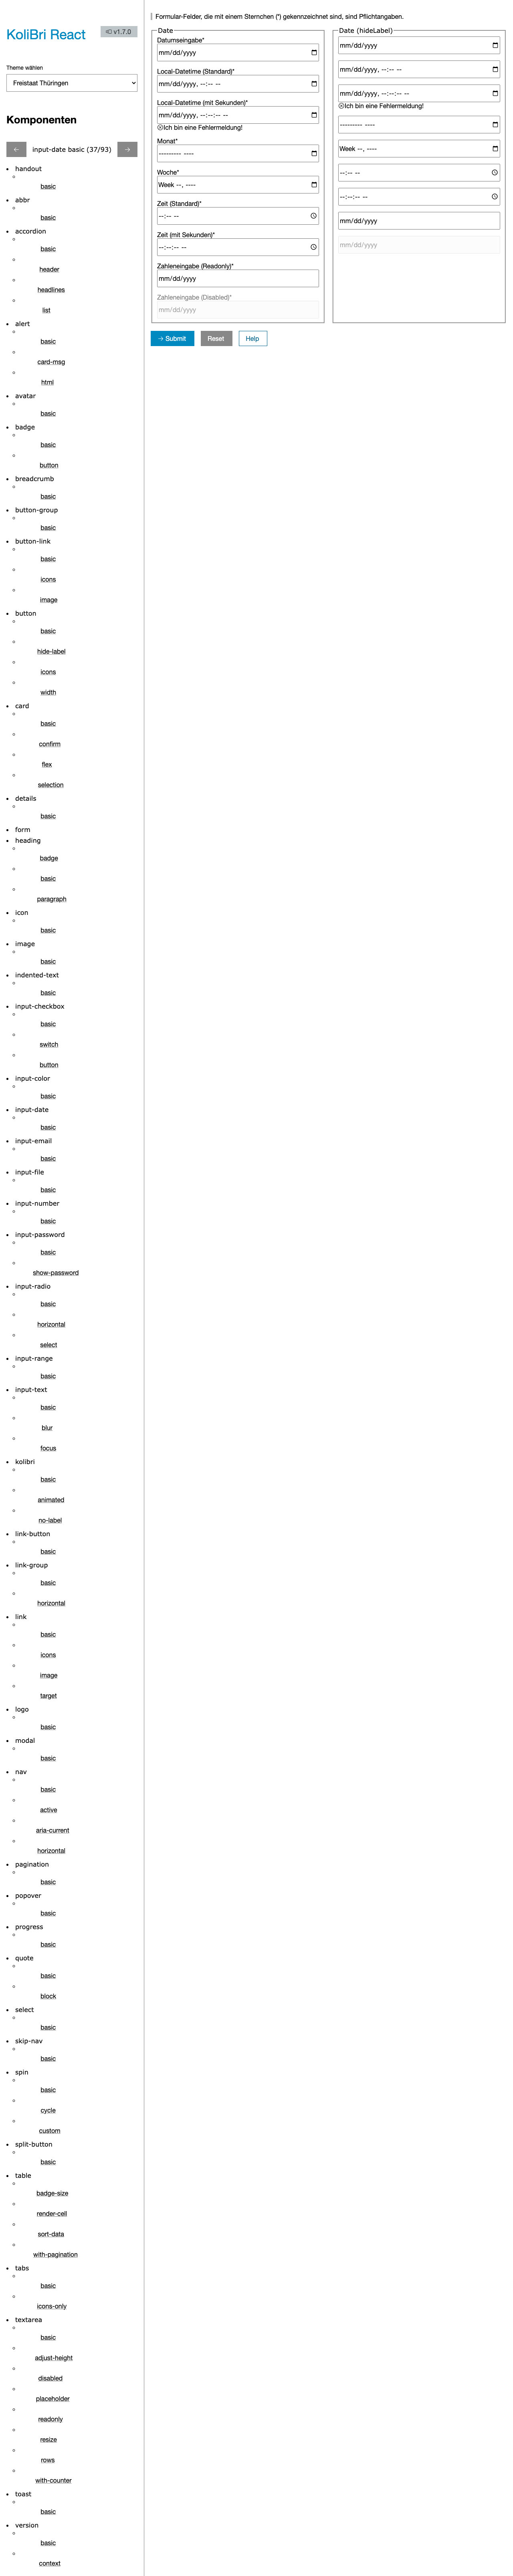 KoliBri React
v1.7.0
Theme wählen
Freistaat Thüringen
Komponenten
← input-date basic (37/93) →
handout
basic
abbr
basic
accordion
basic
header
headlines
list
alert
basic
card-msg
html
avatar
basic
badge
basic
button
breadcrumb
basic
button-group
basic
button-link
basic
icons
image
button
basic
hide-label
icons
width
card
basic
confirm
flex
selection
details
basic
form
heading
badge
basic
paragraph
icon
basic
image
basic
indented-text
basic
input-checkbox
basic
switch
button
input-color
basic
input-date
basic
input-email
basic
input-file
basic
input-number
basic
input-password
basic
show-password
input-radio
basic
horizontal
select
input-range
basic
input-text
basic
blur
focus
kolibri
basic
animated
no-label
link-button
basic
link-group
basic
horizontal
link
basic
icons
image
target
logo
basic
modal
basic
nav
basic
active
aria-current
horizontal
pagination
basic
popover
basic
progress
basic
quote
basic
block
select
basic
skip-nav
basic
spin
basic
cycle
custom
split-button
basic
table
badge-size
render-cell
sort-data
with-pagination
tabs
basic
icons-only
textarea
basic
adjust-height
disabled
placeholder
readonly
resize
rows
with-counter
toast
basic
version
basic
context
Formular-Felder, die mit einem Sternchen (*) gekennzeichnet sind, sind Pflichtangaben.
Date
Datumseingabe*
mm/dd/yyyy
Local-Datetime (Standard)*
mm/dd/yyyy, --:-- --
Local-Datetime (mit Sekunden)*
mm/dd/yyyy, --:--:-- --
Ich bin eine Fehlermeldung!
Monat*
--------- ----
Woche*
Week --, ----
Zeit (Standard)*
--:-- --
Zeit (mit Sekunden)*
--:--:-- --
Zahleneingabe (Readonly)*
mm/dd/yyyy
Zahleneingabe (Disabled)*
mm/dd/yyyy
Date (hideLabel)
mm/dd/yyyy
mm/dd/yyyy, --:-- --
mm/dd/yyyy, --:--:-- --
Ich bin eine Fehlermeldung!
--------- ----
Week --, ----
--:-- --
--:--:-- --
mm/dd/yyyy
mm/dd/yyyy
→ Submit
Reset
Help